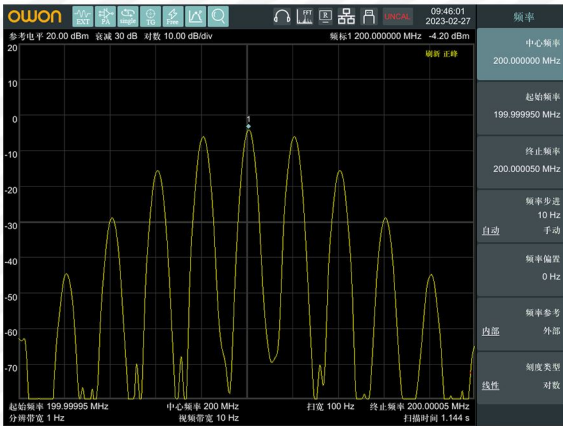 owon EXT PA single TG Free FFT R UNCAL 09:46:01
2023-02-27
频率
参考电平 20.00 dBm 衰减 30 dB 对数 10.00 dB/div 频标1 200.000000 MHz -4.20 dBm
刷新 正峰
20
10
0
-10
-20
-30
-40
-50
-60
-70
1
起始频率 199.99995 MHz 中心频率 200 MHz 扫宽 100 Hz 终止频率 200.00005 MHz
分辨带宽 1 Hz 视频带宽 10 Hz 扫描时间 1.144 s
中心频率
200.000000 MHz
起始频率
199.999950 MHz
终止频率
200.000050 MHz
频率步进
10 Hz
自动 手动
频率偏置
0 Hz
频率参考
内部 外部
刻度类型
线性 对数